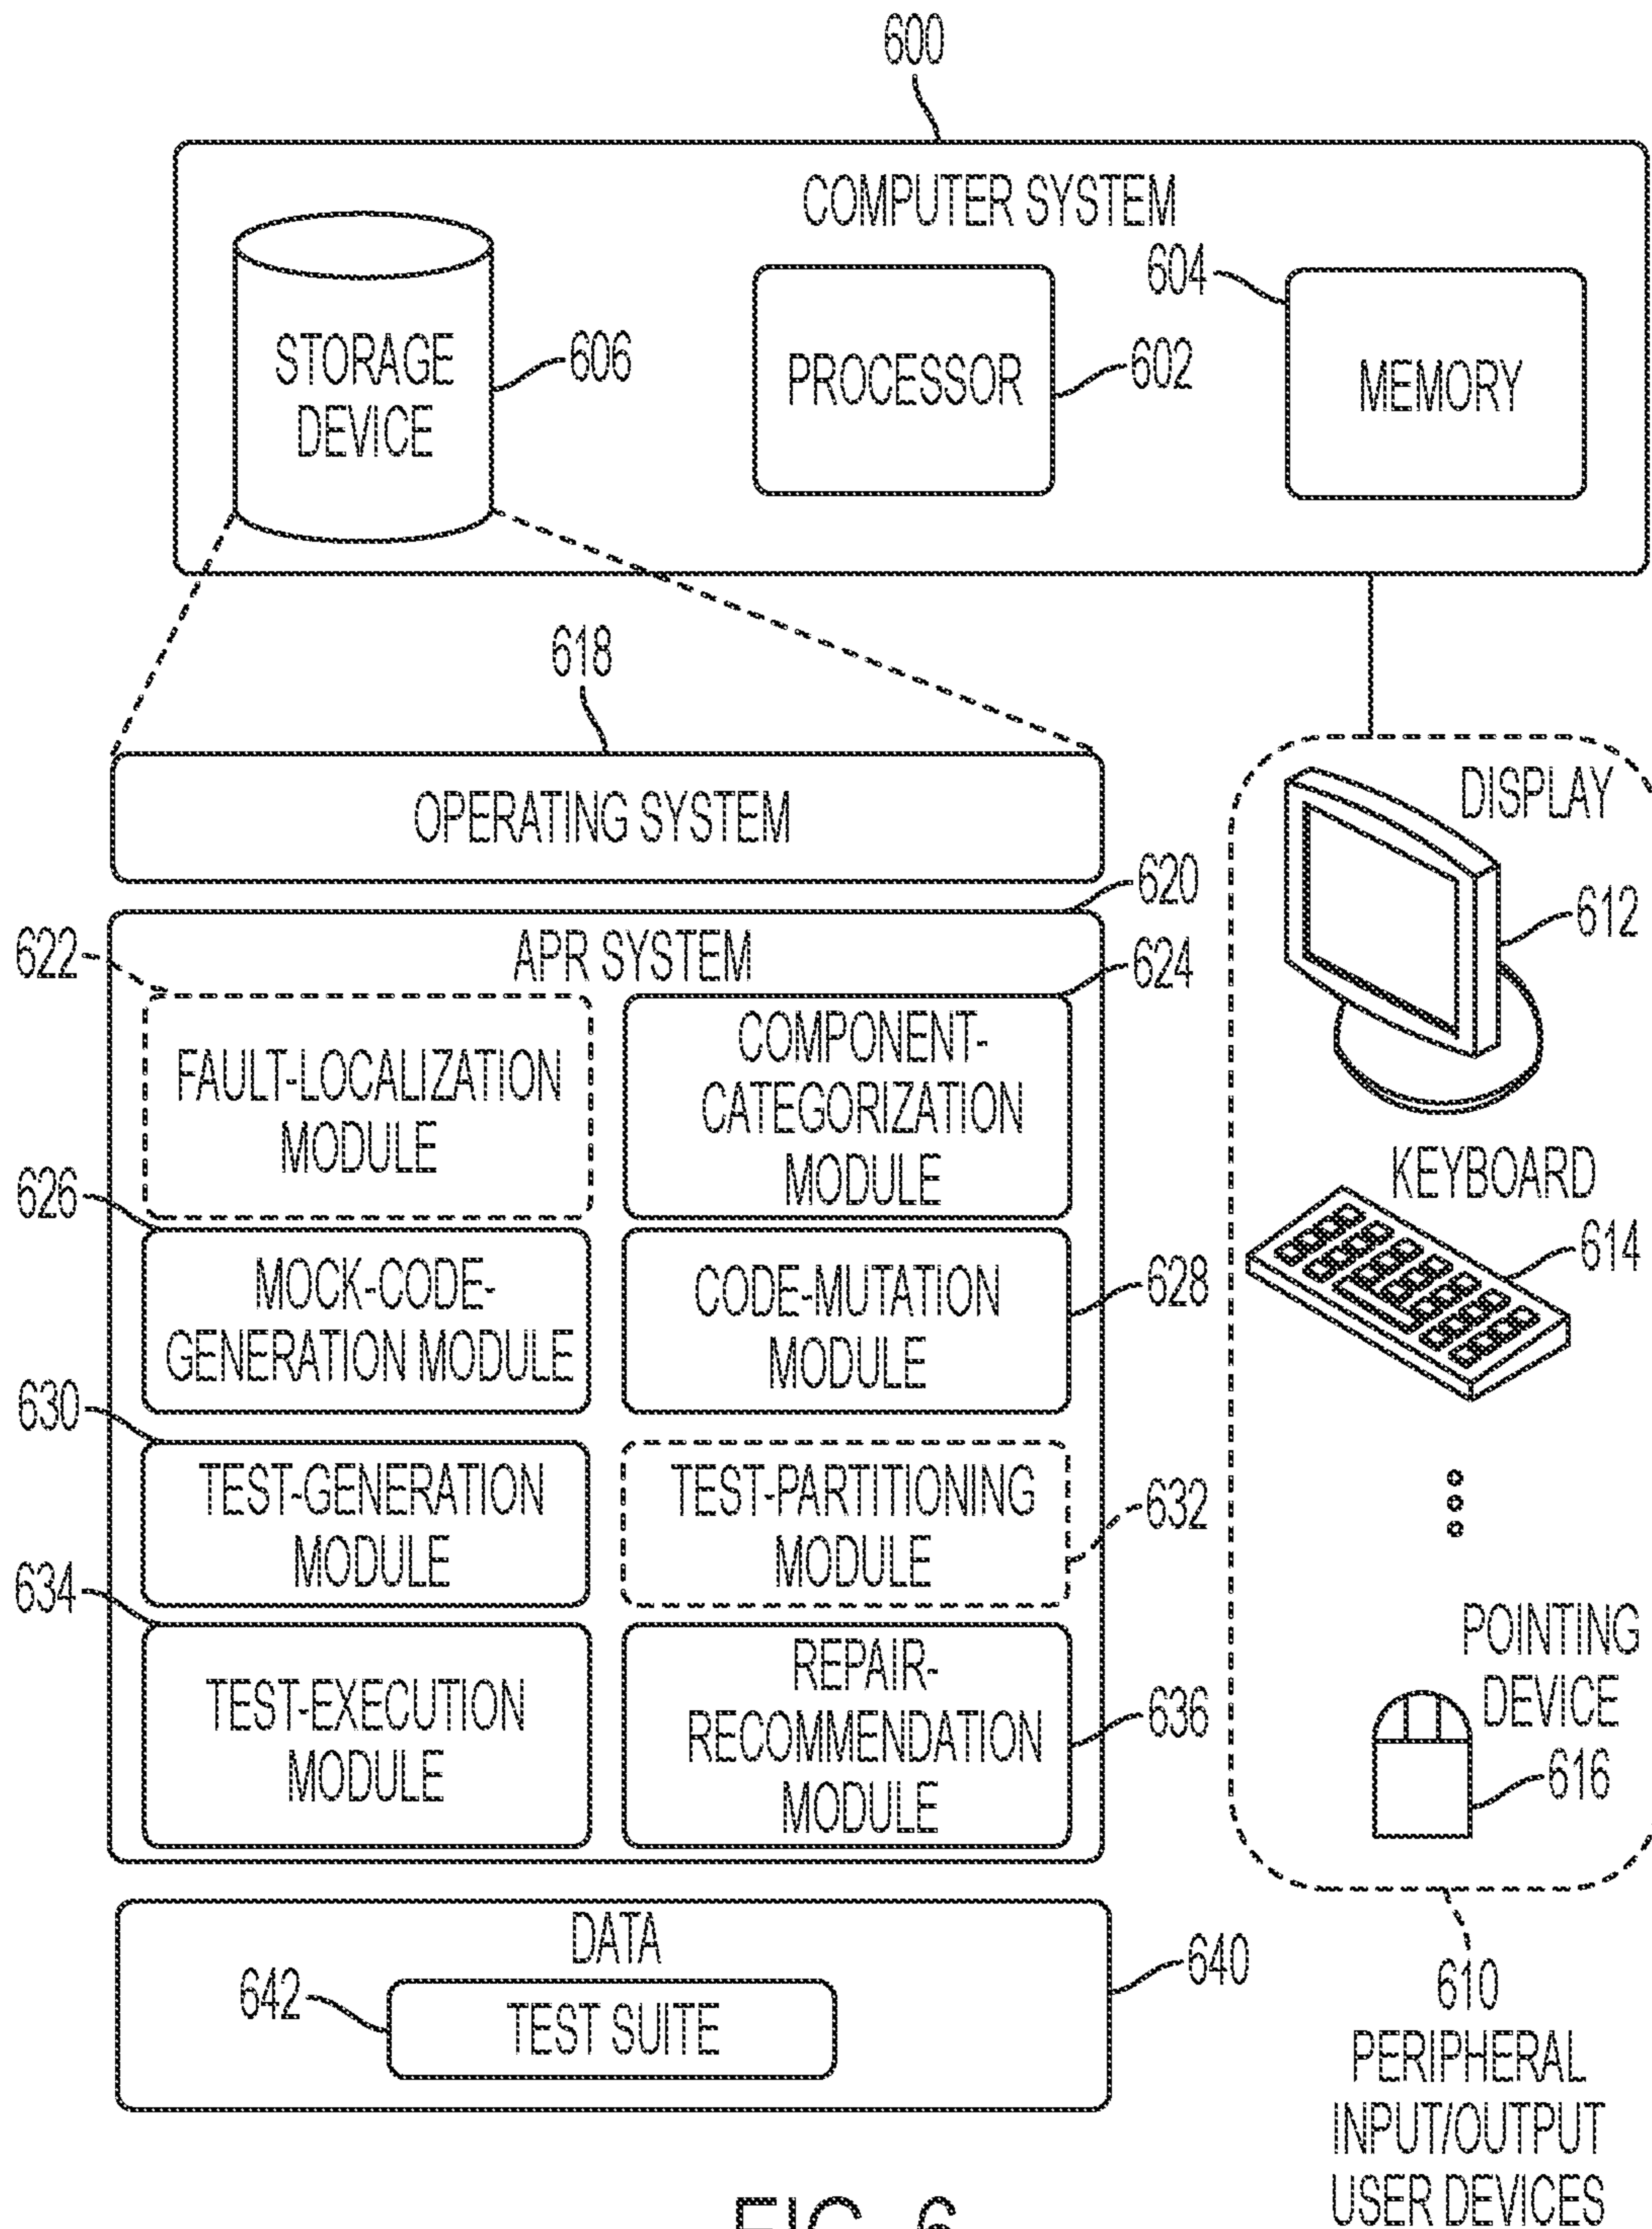 600
COMPUTER SYSTEM
604
STORAGE
DEVICE
606
PROCESSOR
602
MEMORY
618
OPERATING SYSTEM
620
APR SYSTEM
622
624
FAULT-LOCALIZATION
MODULE
COMPONENT-
CATEGORIZATION
MODULE
626
MOCK-CODE-
GENERATION MODULE
CODE-MUTATION
MODULE
628
630
TEST-GENERATION
MODULE
TEST-PARTITIONING
MODULE
632
634
TEST-EXECUTION
MODULE
REPAIR-
RECOMMENDATION
MODULE
636
DATA
640
642
TEST SUITE
DISPLAY
612
KEYBOARD
614
POINTING
DEVICE
616
610
PERIPHERAL
INPUT/OUTPUT
USER DEVICES
FIG. 6